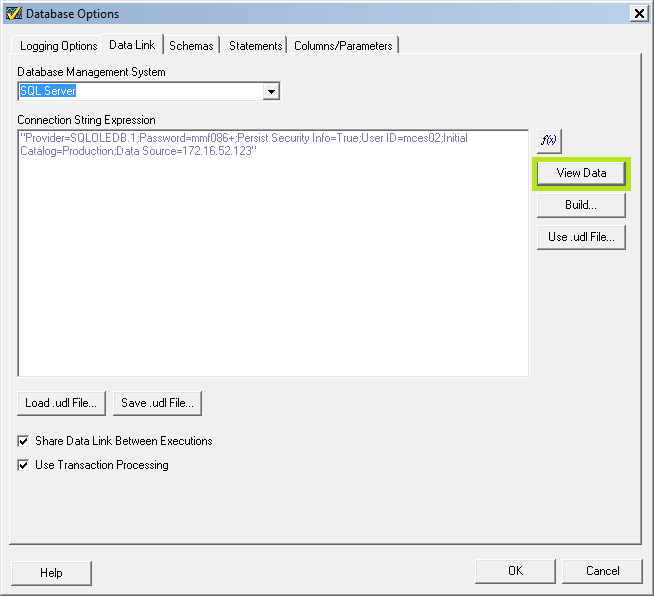 Database Options
Logging Options Data Link Schemas Statements Columns/Parameters
Database Management System
SQL Server
Connection String Expression
"Provider=SQLOLEDB.1;Password=mmf086+;Persist Security Info=True;User ID=mces02;Initial
Catalog=Production;Data Source=172.16.52.123"
f(x)
View Data
Build...
Use .udl File...
Load .udl File... Save .udl File...
Share Data Link Between Executions
Use Transaction Processing
Help OK Cancel